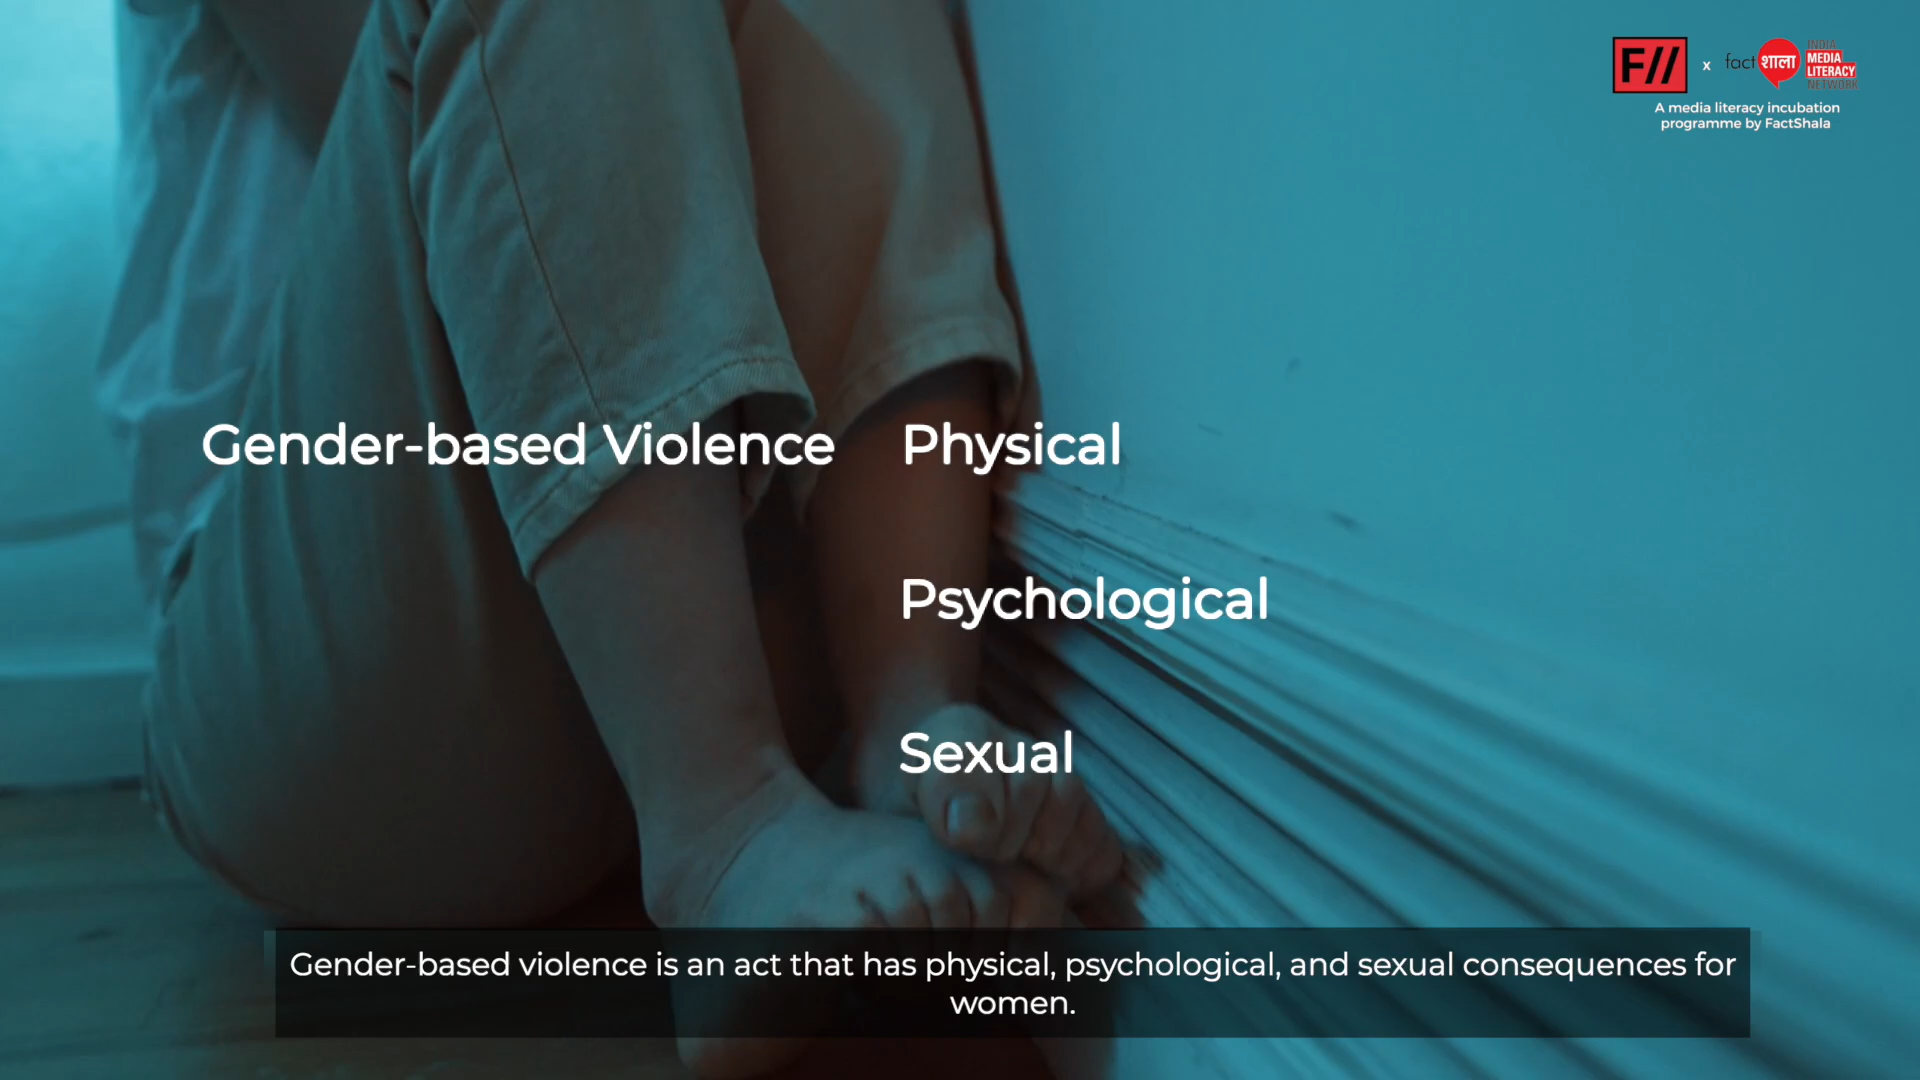 F//
x
fact शाला
INDIA
MEDIA
LITERACY
NETWORK
A media literacy incubation
programme by FactShala
Gender-based Violence
Physical
Psychological
Sexual
Gender-based violence is an act that has physical, psychological, and sexual consequences for
women.